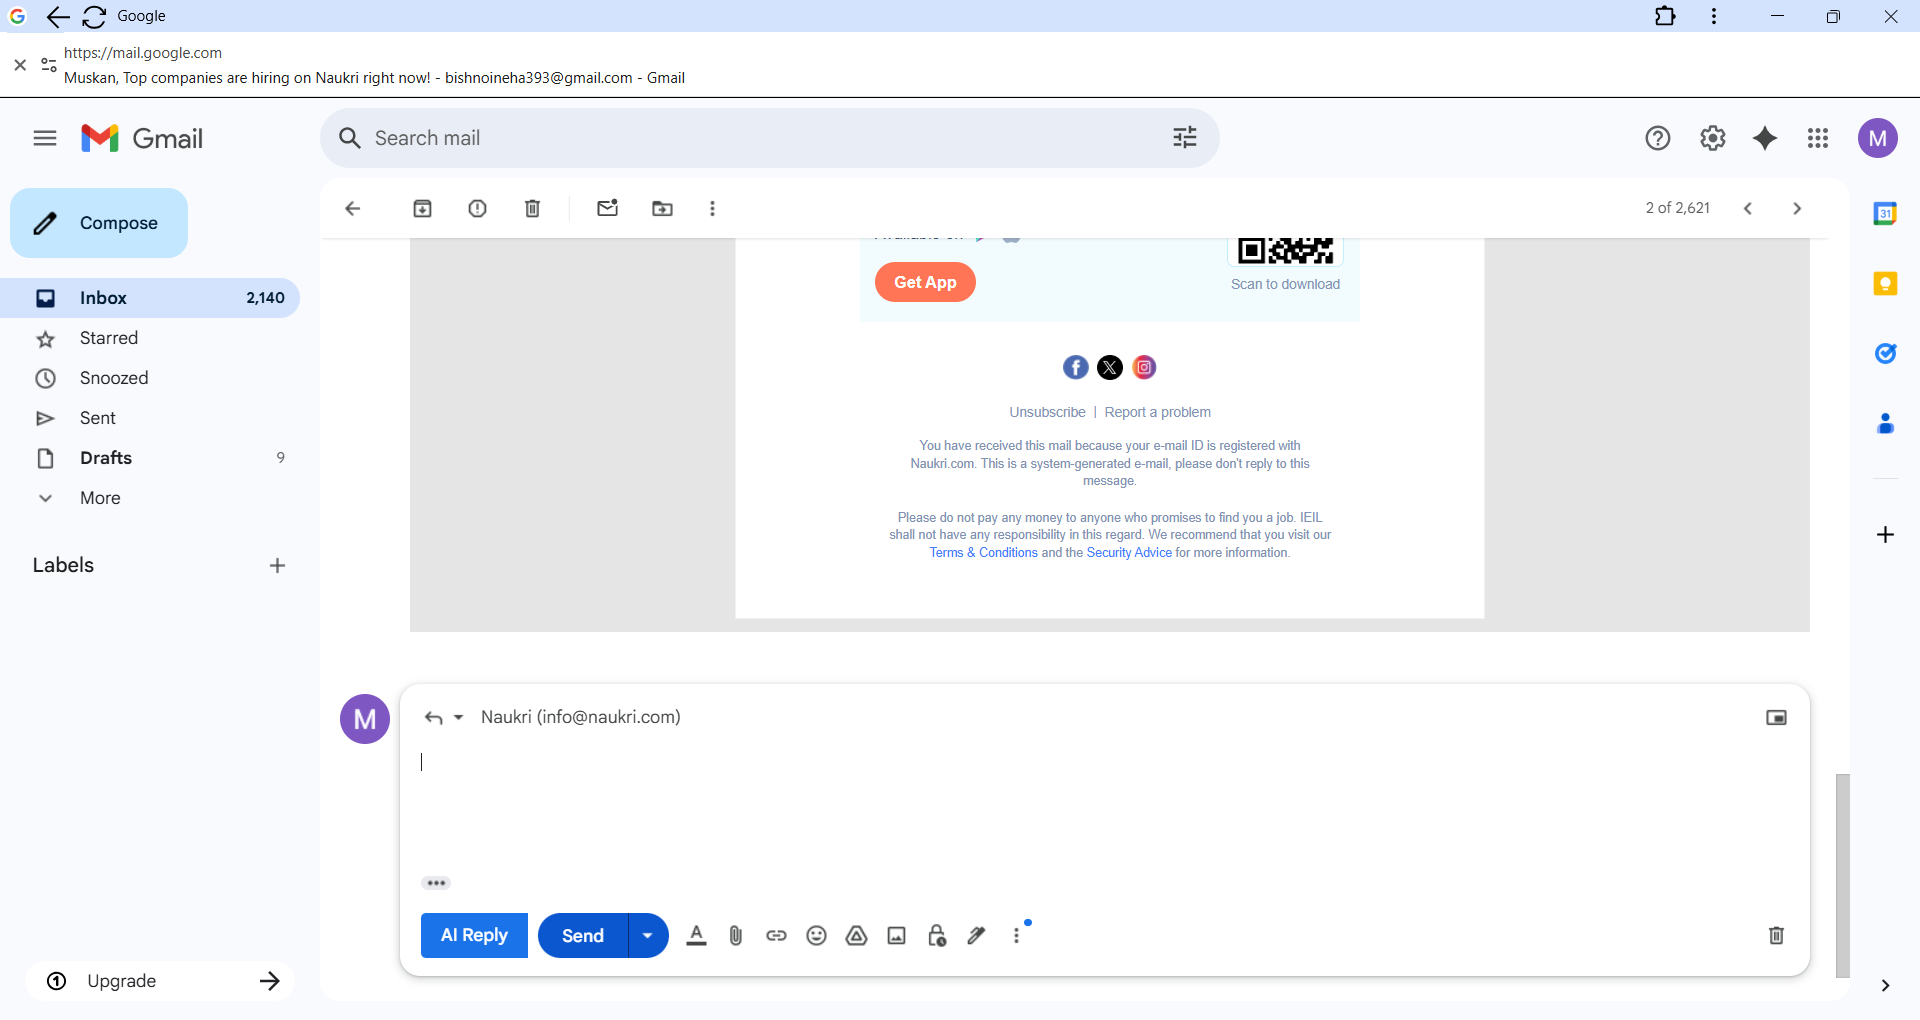 Google
https://mail.google.com
Muskan, Top companies are hiring on Naukri right now! - bishnoineha393@gmail.com - Gmail
Gmail
Search mail
M
Compose
2 of 2,621
31
Inbox 2,140
Starred
Snoozed
Sent
Drafts 9
More
Labels
Get App
Scan to download
Unsubscribe | Report a problem
You have received this mail because your e-mail ID is registered with
Naukri.com. This is a system-generated e-mail, please don't reply to this
message.
Please do not pay any money to anyone who promises to find you a job. IEIL
shall not have any responsibility in this regard. We recommend that you visit our
Terms & Conditions and the Security Advice for more information.
M
Naukri (info@naukri.com)
AI Reply
Send
Upgrade